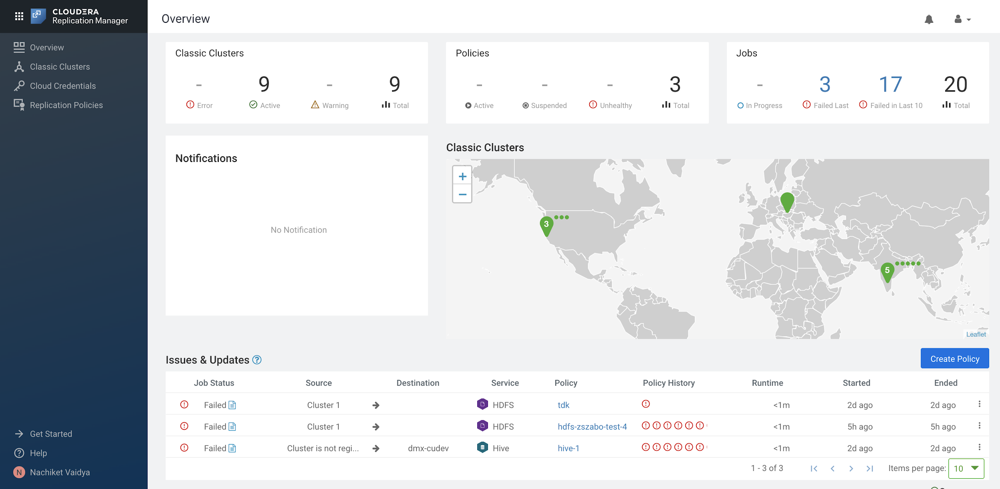 CLOUDERA
Replication Manager
Overview
Classic Clusters
Cloud Credentials
Replication Policies
Get Started
Help
N Nachiket Vaidya
Overview
Classic Clusters
- 9 - 9
Error Active Warning Total
Policies
- - - 3
Active Suspended Unhealthy Total
Jobs
- 3 17 20
In Progress Failed Last Failed in Last 10 Total
Notifications
No Notification
Classic Clusters
+
−
3
5
Leaflet
Issues & Updates ?
Create Policy
Job Status Source Destination Service Policy Policy History Runtime Started Ended
Failed Cluster 1 HDFS tdk <1m 2d ago 2d ago
Failed Cluster 1 HDFS hdfs-zszabo-test-4 <1m 5h ago 5h ago
Failed Cluster is not regi... dmx-cudev Hive hive-1 <1m 2d ago 2d ago
1 - 3 of 3 Items per page: 10